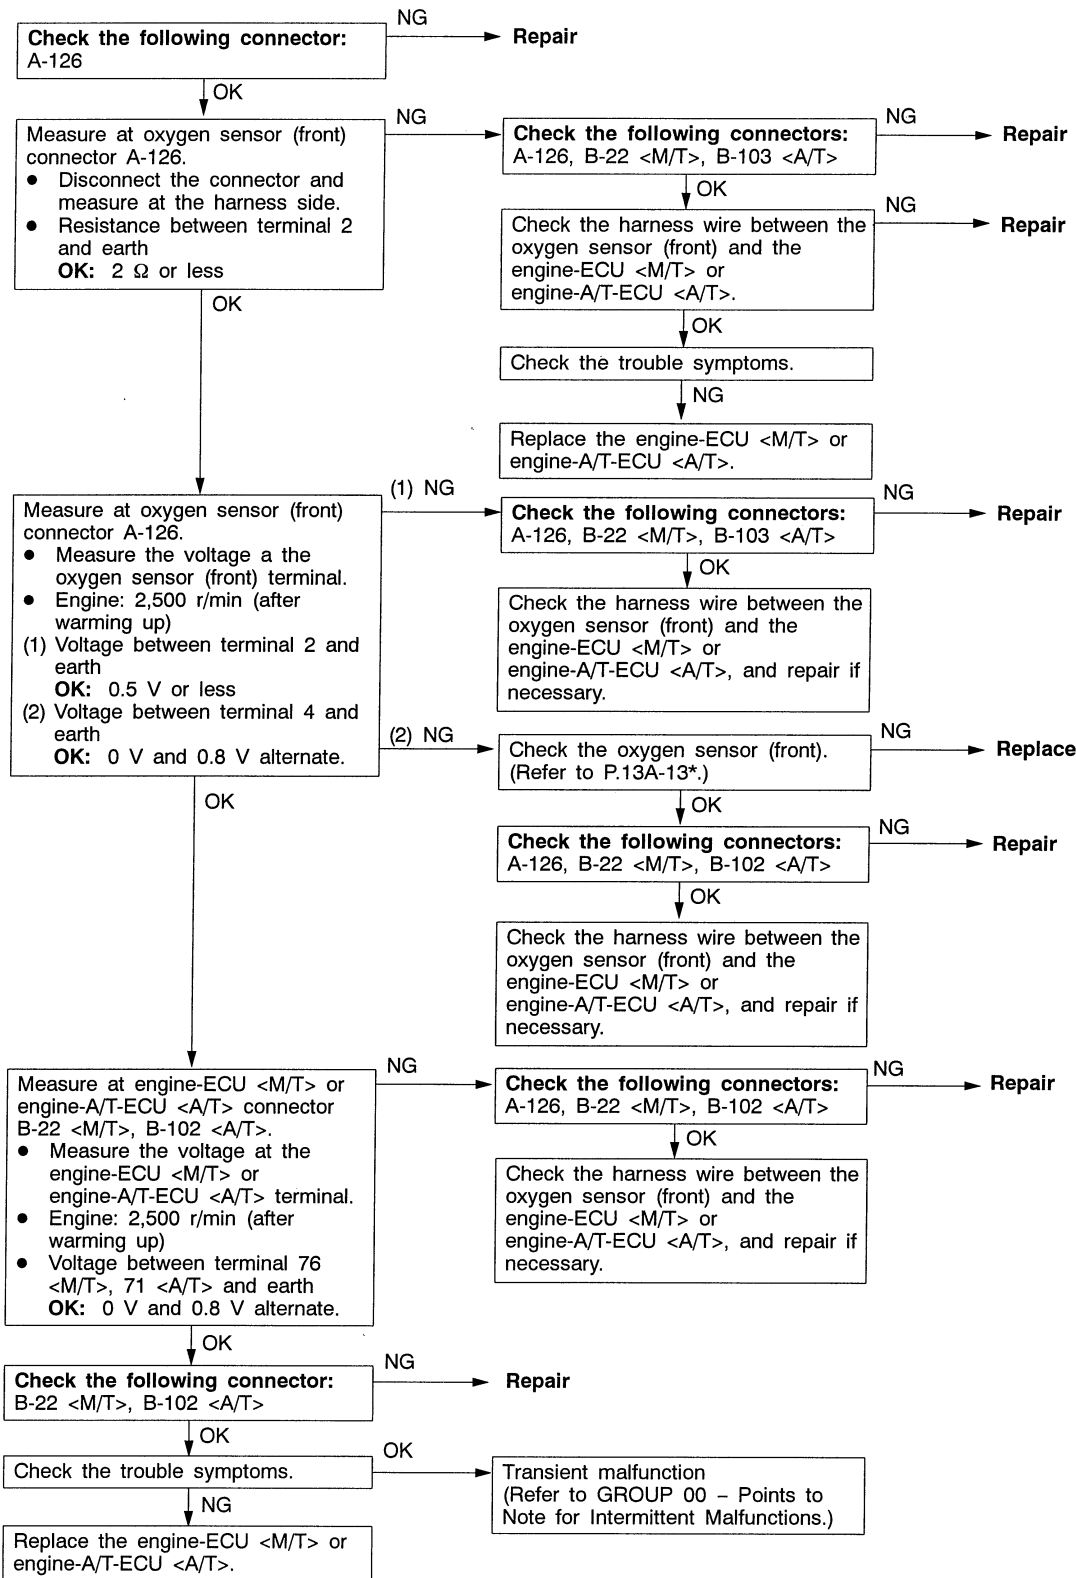 Check the following connector:
A-126
NG
Repair
OK
Measure at oxygen sensor (front)
connector A-126.
● Disconnect the connector and
measure at the harness side.
● Resistance between terminal 2
and earth
OK: 2 Ω or less
NG
Check the following connectors:
A-126, B-22 <M/T>, B-103 <A/T>
NG
Repair
OK
Check the harness wire between the
oxygen sensor (front) and the
engine-ECU <M/T> or
engine-A/T-ECU <A/T>.
NG
Repair
OK
Check the trouble symptoms.
NG
Replace the engine-ECU <M/T> or
engine-A/T-ECU <A/T>.
OK
Measure at oxygen sensor (front)
connector A-126.
● Measure the voltage a the
oxygen sensor (front) terminal.
● Engine: 2,500 r/min (after
warming up)
(1) Voltage between terminal 2 and
earth
OK: 0.5 V or less
(2) Voltage between terminal 4 and
earth
OK: 0 V and 0.8 V alternate.
(1) NG
Check the following connectors:
A-126, B-22 <M/T>, B-103 <A/T>
NG
Repair
OK
Check the harness wire between the
oxygen sensor (front) and the
engine-ECU <M/T> or
engine-A/T-ECU <A/T>, and repair if
necessary.
(2) NG
Check the oxygen sensor (front).
(Refer to P.13A-13*.)
NG
Replace
OK
Check the following connectors:
A-126, B-22 <M/T>, B-102 <A/T>
NG
Repair
OK
Check the harness wire between the
oxygen sensor (front) and the
engine-ECU <M/T> or
engine-A/T-ECU <A/T>, and repair if
necessary.
OK
Measure at engine-ECU <M/T> or
engine-A/T-ECU <A/T> connector
B-22 <M/T>, B-102 <A/T>.
● Measure the voltage at the
engine-ECU <M/T> or
engine-A/T-ECU <A/T> terminal.
● Engine: 2,500 r/min (after
warming up)
● Voltage between terminal 76
<M/T>, 71 <A/T> and earth
OK: 0 V and 0.8 V alternate.
NG
Check the following connectors:
A-126, B-22 <M/T>, B-102 <A/T>
NG
Repair
OK
Check the harness wire between the
oxygen sensor (front) and the
engine-ECU <M/T> or
engine-A/T-ECU <A/T>, and repair if
necessary.
OK
Check the following connector:
B-22 <M/T>, B-102 <A/T>
NG
Repair
OK
Check the trouble symptoms.
OK
Transient malfunction
(Refer to GROUP 00 – Points to
Note for Intermittent Malfunctions.)
NG
Replace the engine-ECU <M/T> or
engine-A/T-ECU <A/T>.